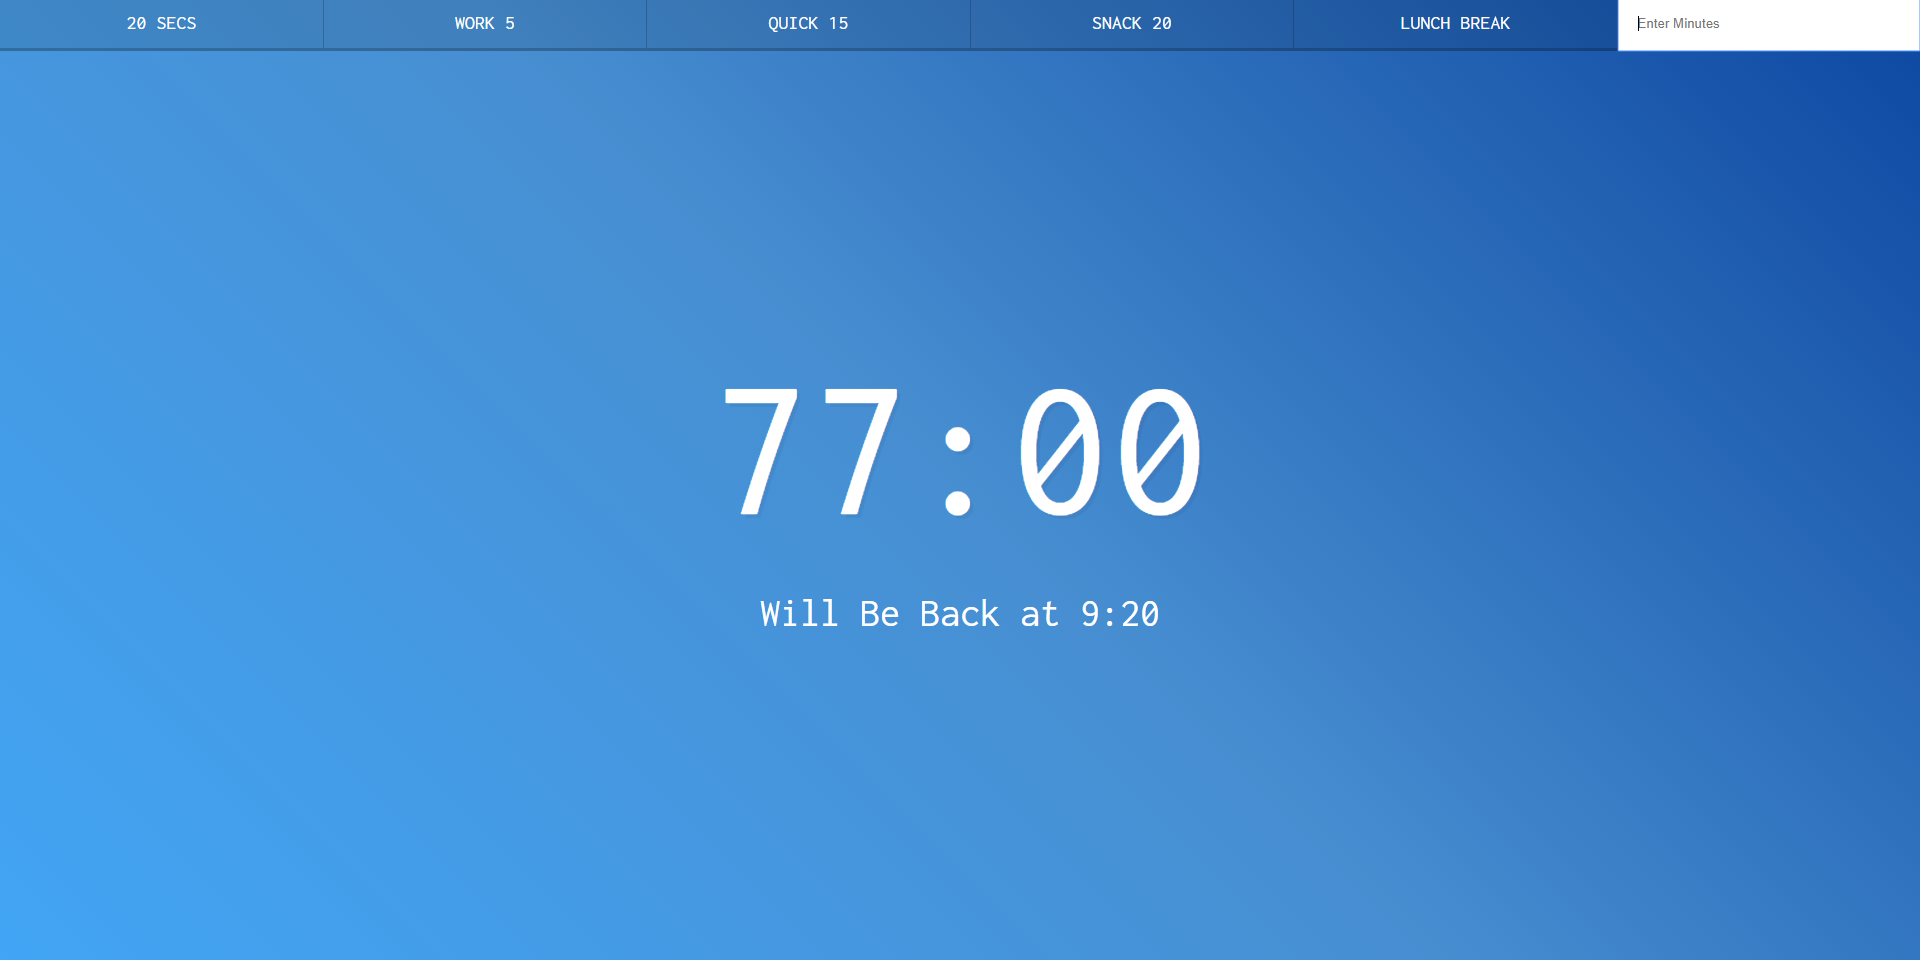 20 SECS
WORK 5
QUICK 15
SNACK 20
LUNCH BREAK
Enter Minutes
77:00
Will Be Back at 9:20